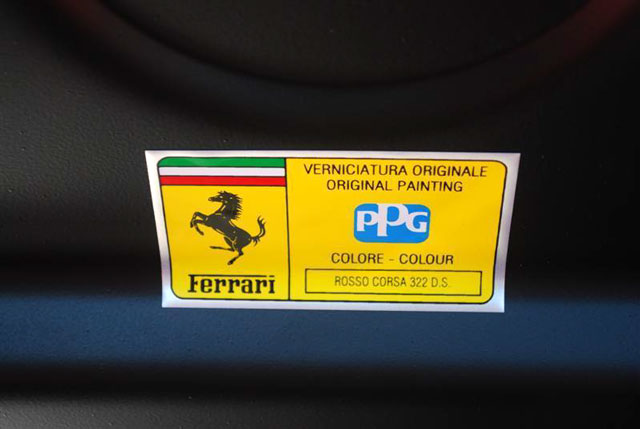 VERNICIATURA ORIGINALE
ORIGINAL PAINTING
PPG
COLORE - COLOUR
ROSSO CORSA 322 D.S.
Ferrari